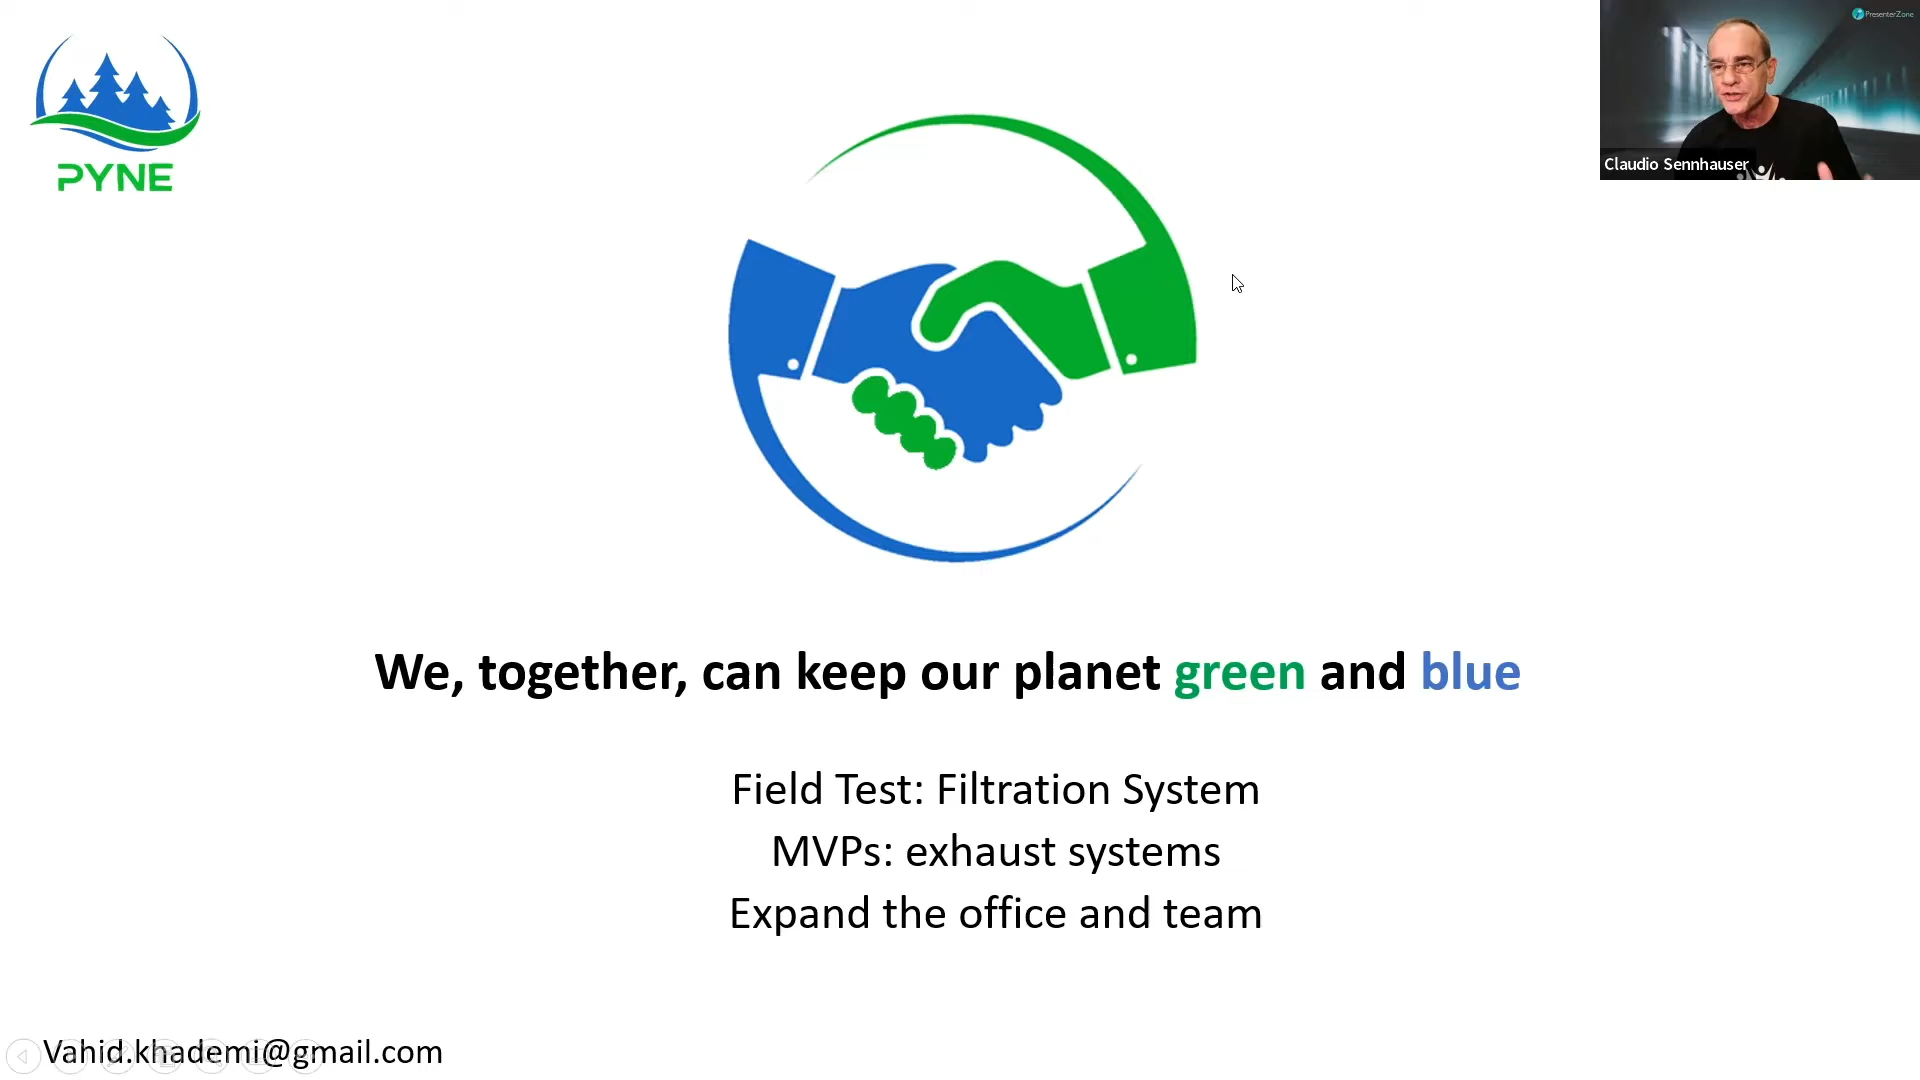 PYNE
PresenterZone
Claudio Sennhauser
We, together, can keep our planet green and blue
Field Test: Filtration System
MVPs: exhaust systems
Expand the office and team
Vahid.khademi@gmail.com